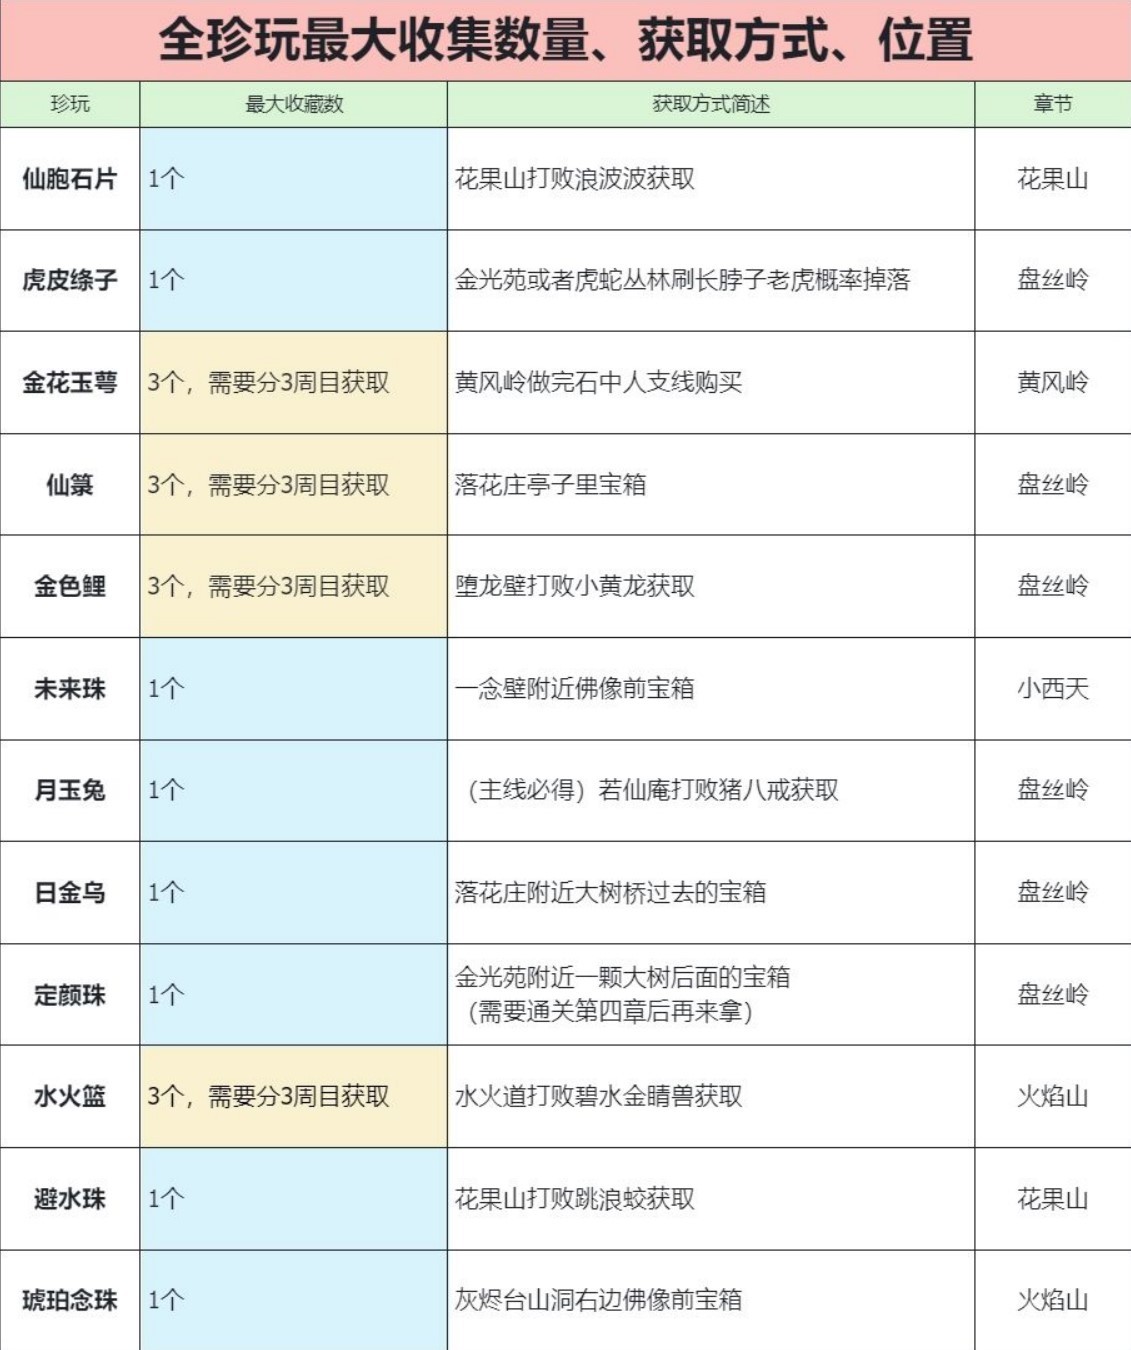 全珍玩最大收集数量、获取方式、位置
珍玩 最大收藏数 获取方式简述 章节
仙胞石片 1个 花果山打败浪波波获取 花果山
虎皮绦子 1个 金光苑或者虎蛇丛林刷长脖子老虎概率掉落 盘丝岭
金花玉萼 3个，需要分3周目获取 黄风岭做完石中人支线购买 黄风岭
仙箓 3个，需要分3周目获取 落花庄亭子里宝箱 盘丝岭
金色鲤 3个，需要分3周目获取 堕龙壁打败小黄龙获取 盘丝岭
未来珠 1个 一念壁附近佛像前宝箱 小西天
月玉兔 1个 （主线必得）若仙庵打败猪八戒获取 盘丝岭
日金乌 1个 落花庄附近大树桥过去的宝箱 盘丝岭
定颜珠 1个 金光苑附近一颗大树后面的宝箱 盘丝岭
（需要通关第四章后再来拿）
水火篮 3个，需要分3周目获取 水火道打败碧水金睛兽获取 火焰山
避水珠 1个 花果山打败跳浪蛟获取 花果山
琥珀念珠 1个 灰烬台山洞右边佛像前宝箱 火焰山